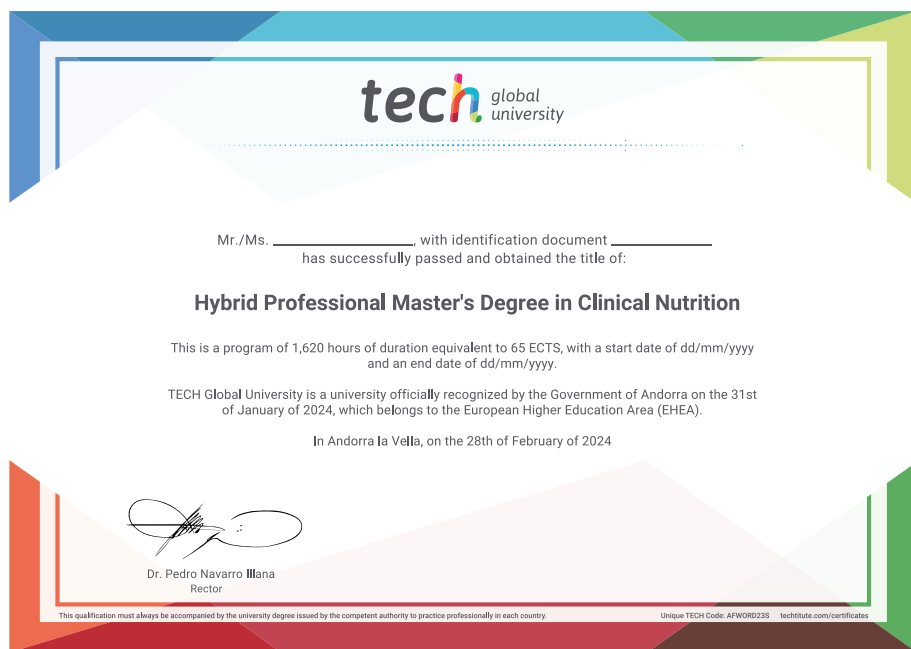 tech global
university
Mr./Ms. ____________________, with identification document ______________
has successfully passed and obtained the title of:
Hybrid Professional Master's Degree in Clinical Nutrition
This is a program of 1,620 hours of duration equivalent to 65 ECTS, with a start date of dd/mm/yyyy
and an end date of dd/mm/yyyy.
TECH Global University is a university officially recognized by the Government of Andorra on the 31st
of January of 2024, which belongs to the European Higher Education Area (EHEA).
In Andorra la Vella, on the 28th of February of 2024
Dr. Pedro Navarro Illana
Rector
This qualification must always be accompanied by the university degree issued by the competent authority to practice professionally in each country.
Unique TECH Code: AFWORD23S techtitute.com/certificates